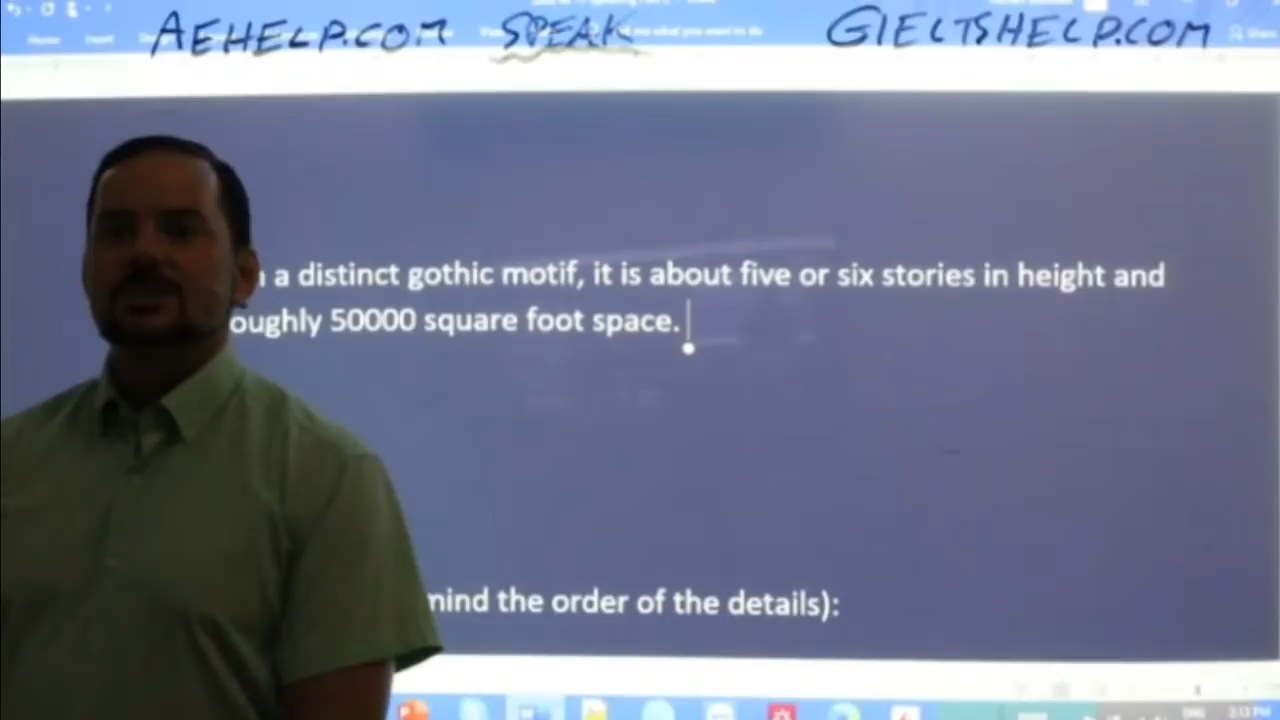 AEHELP.COM SPEAK GIELTSHELP.COM
a distinct gothic motif, it is about five or six stories in height and
oughly 50000 square foot space.
mind the order of the details):